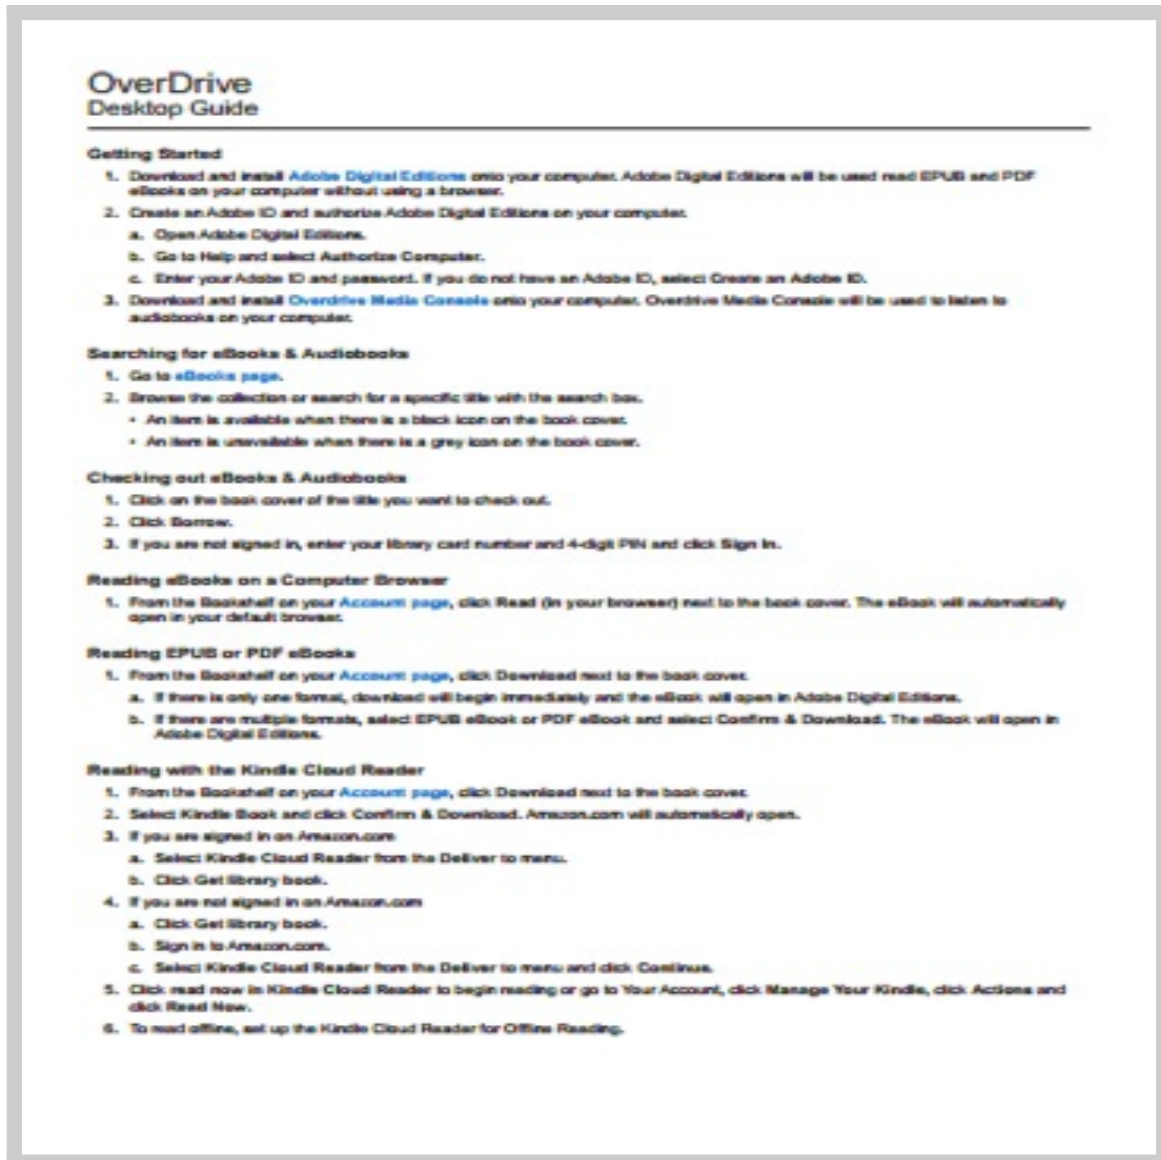 OverDrive
Desktop Guide
Getting Started
1. Download and install Adobe Digital Editions onto your computer. Adobe Digital Editions will be used read EPUB and PDF
eBooks on your computer without using a browser.
2. Create an Adobe ID and authorize Adobe Digital Editions on your computer.
a. Open Adobe Digital Editions.
b. Go to Help and select Authorize Computer.
c. Enter your Adobe ID and password. If you do not have an Adobe ID, select Create an Adobe ID.
3. Download and install Overdrive Media Console onto your computer. Overdrive Media Console will be used to listen to
audiobooks on your computer.
Searching for eBooks & Audiobooks
1. Go to eBooks page.
2. Browse the collection or search for a specific title with the search box.
• An item is available when there is a black icon on the book cover.
• An item is unavailable when there is a grey icon on the book cover.
Checking out eBooks & Audiobooks
1. Click on the book cover of the title you want to check out.
2. Click Borrow.
3. If you are not signed in, enter your library card number and 4-digit PIN and click Sign In.
Reading eBooks on a Computer Browser
1. From the Bookshelf on your Account page, click Read (in your browser) next to the book cover. The eBook will automatically
open in your default browser.
Reading EPUB or PDF eBooks
1. From the Bookshelf on your Account page, click Download next to the book cover.
a. If there is only one format, download will begin immediately and the eBook will open in Adobe Digital Editions.
b. If there are multiple formats, select EPUB eBook or PDF eBook and select Confirm & Download. The eBook will open in
Adobe Digital Editions.
Reading with the Kindle Cloud Reader
1. From the Bookshelf on your Account page, click Download next to the book cover.
2. Select Kindle Book and click Confirm & Download. Amazon.com will automatically open.
3. If you are signed in on Amazon.com
a. Select Kindle Cloud Reader from the Deliver to menu.
b. Click Get library book.
4. If you are not signed in on Amazon.com
a. Click Get library book.
b. Sign in to Amazon.com.
c. Select Kindle Cloud Reader from the Deliver to menu and click Continue.
5. Click read now in Kindle Cloud Reader to begin reading or go to Your Account, click Manage Your Kindle, click Actions and
click Read Now.
6. To read offline, set up the Kindle Cloud Reader for Offline Reading.